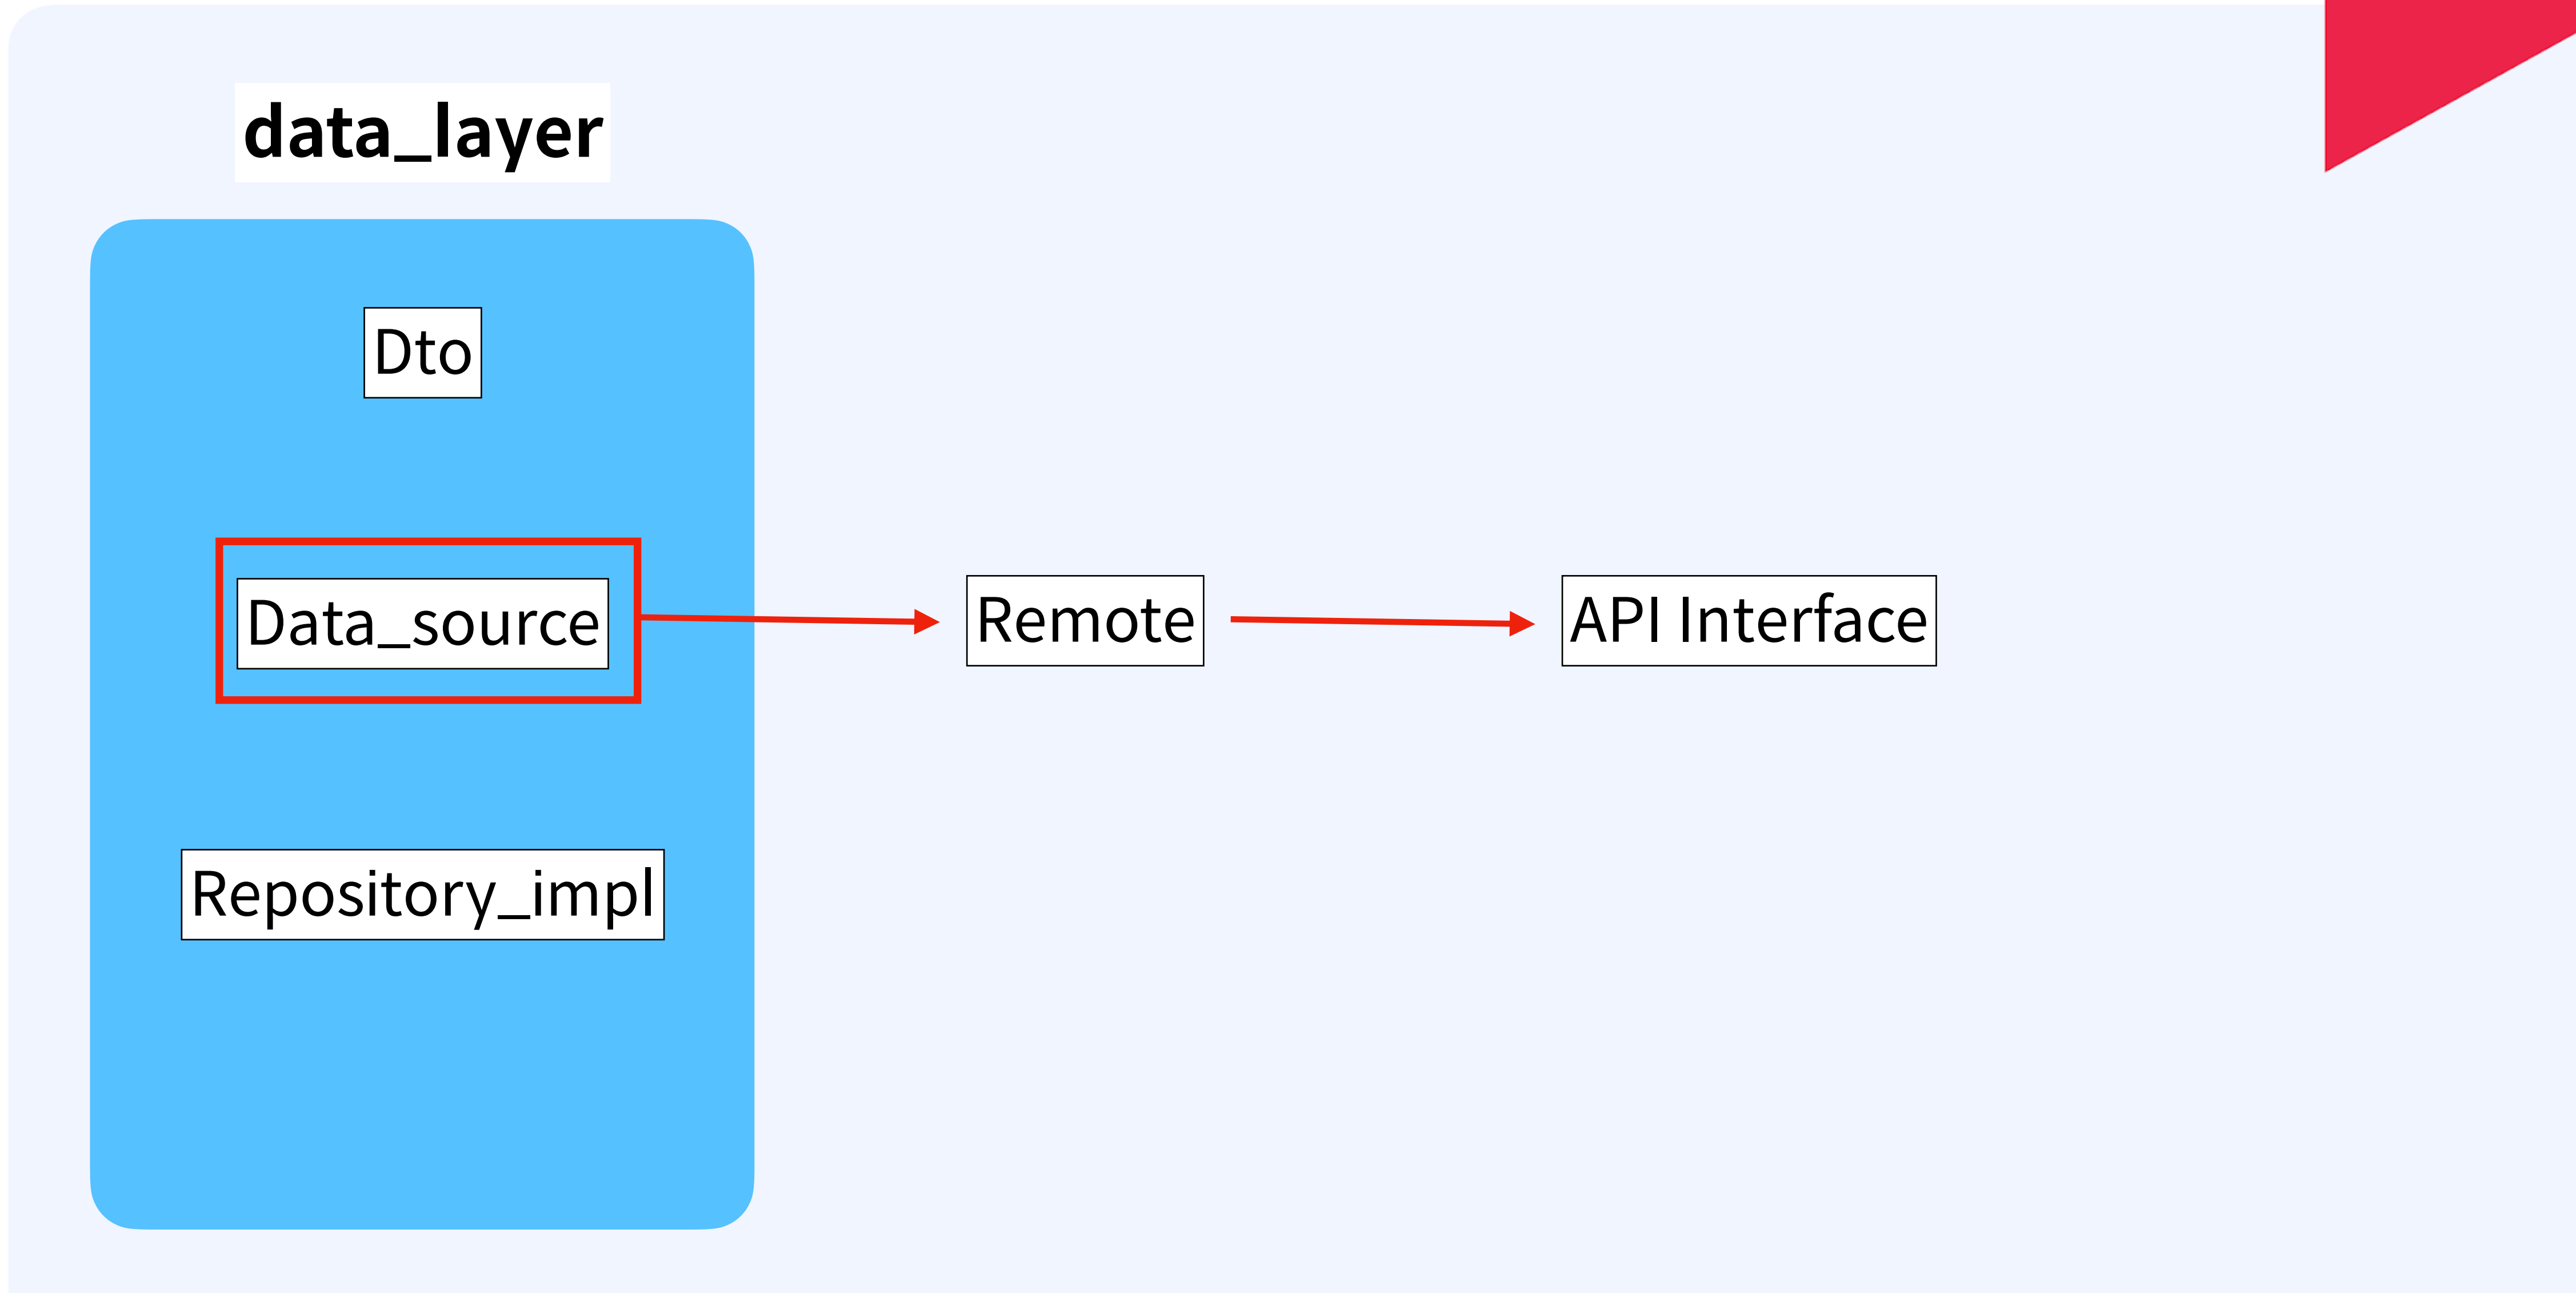 data_layer
Dto
Data_source
Remote
API Interface
Repository_impl